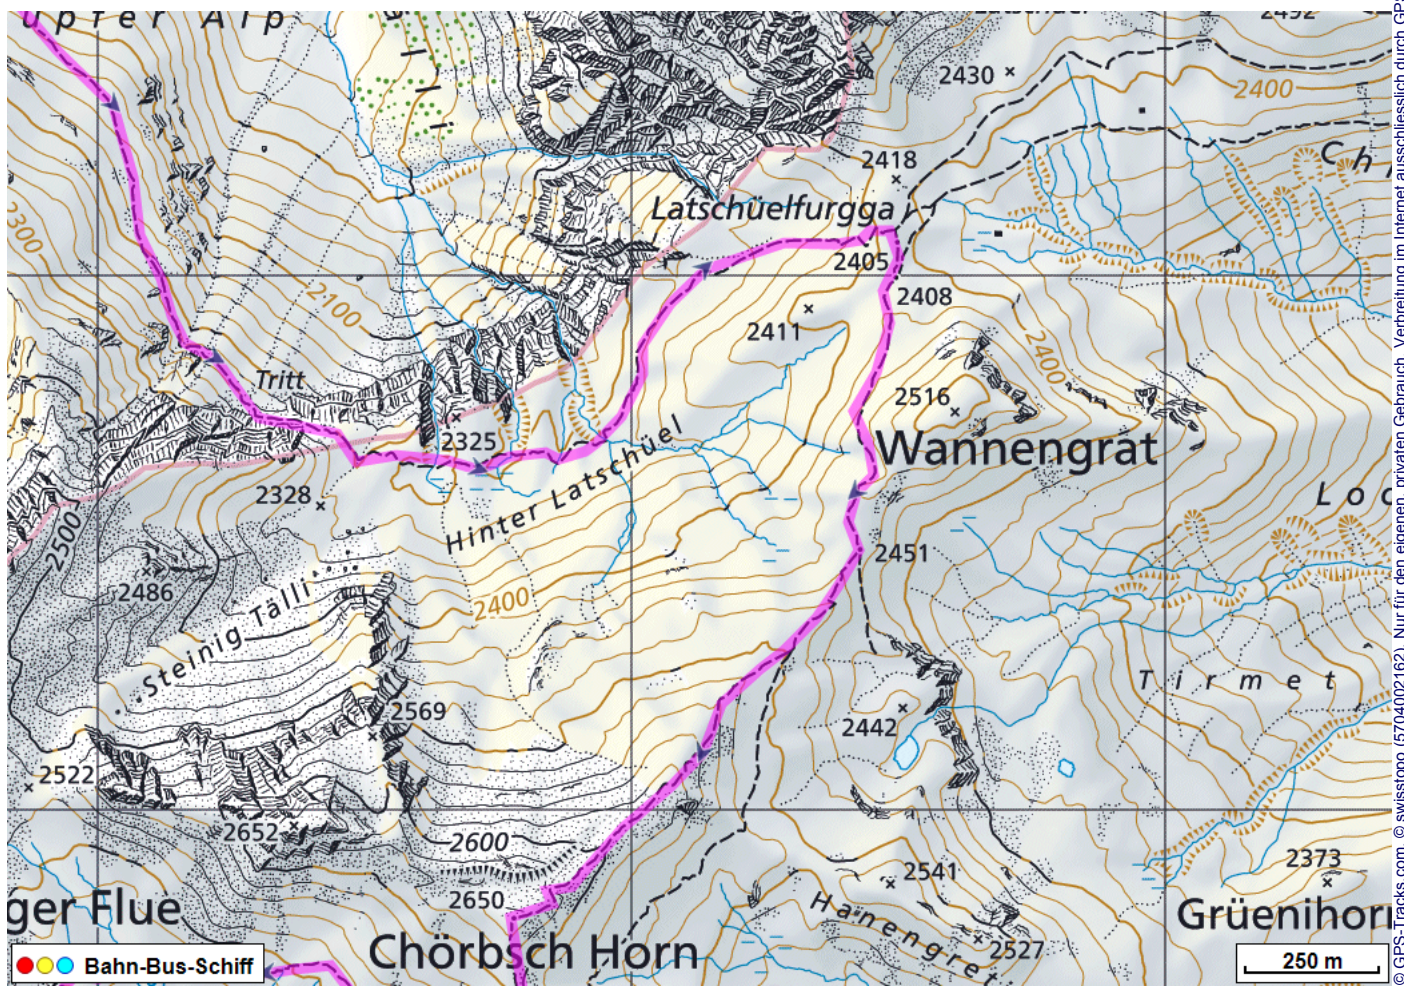 upfer Alp
2492
2430
2400
2418
Latschüelfurgga
2405
2300
2408
2100
2411
2400
Tritt
2516
2325
Wannengrat
Hinter Latschüel
2328
2500
2451
2486
2400
Steinig Tälli
Tirmet
2569
2442
2522
2652
2600
2373
2541
2650
Hanengret
ger Flue
Grüenihorn
2527
Chörbsch Horn
Bahn-Bus-Schiff
250 m
© GPS-Tracks.com, © swisstopo (5704002162), Nur für den eigenen, privaten Gebrauch. Verbreitung im Internet ausschliesslich durch GPS